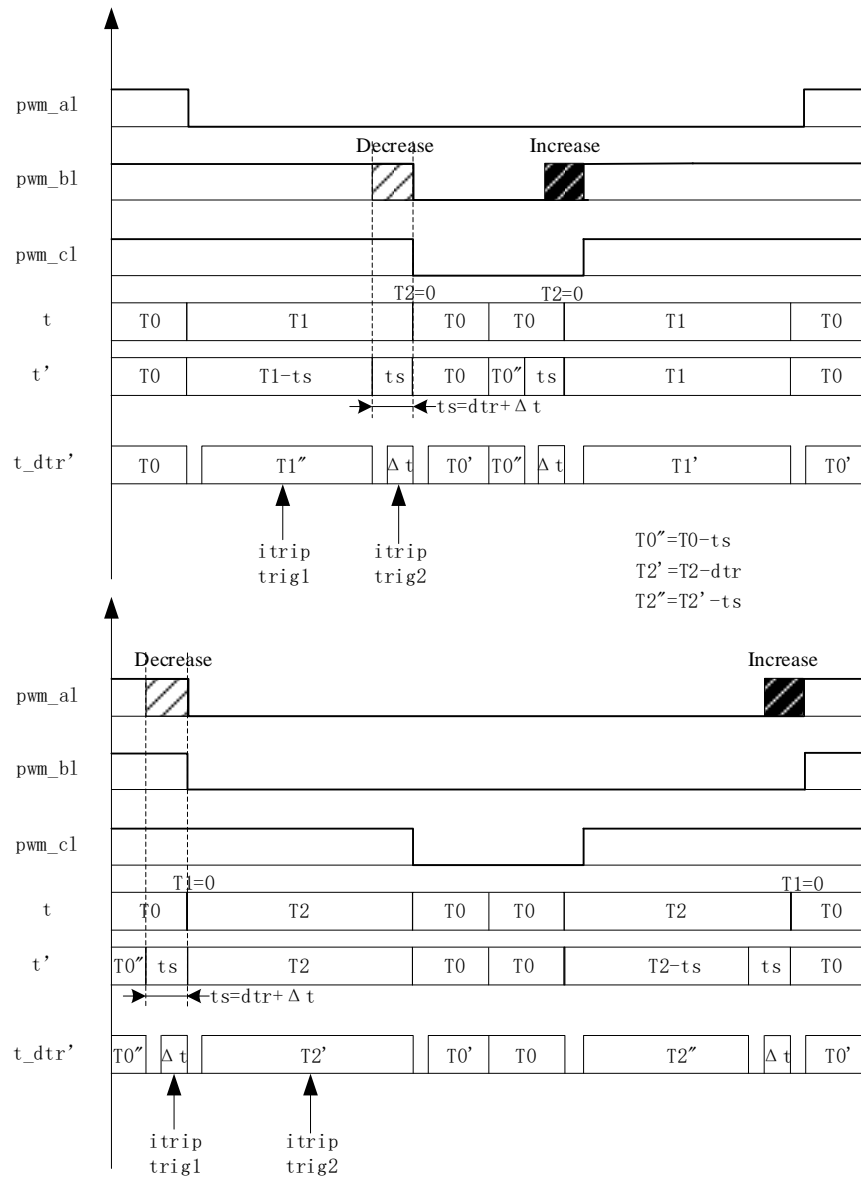 pwm_al
Decrease Increase
pwm_bl
pwm_cl
T2=0 T2=0
t T0 T1 T0 T0 T1 T0
t' T0 T1-ts ts T0 T0" ts T1 T0
ts=dtr+Δt
t_dtr' T0 T1" Δt T0' T0" Δt T1' T0'
itrip itrip
trig1 trig2
T0"=T0-ts
T2'=T2-dtr
T2"=T2'-ts
Decrease Increase
pwm_al
pwm_bl
pwm_cl
T1=0 T1=0
t T0 T2 T0 T0 T2 T0
t' T0" ts T2 T0 T0 T2-ts ts T0
ts=dtr+Δt
t_dtr' T0" Δt T2' T0' T0 T2" Δt T0'
itrip itrip
trig1 trig2